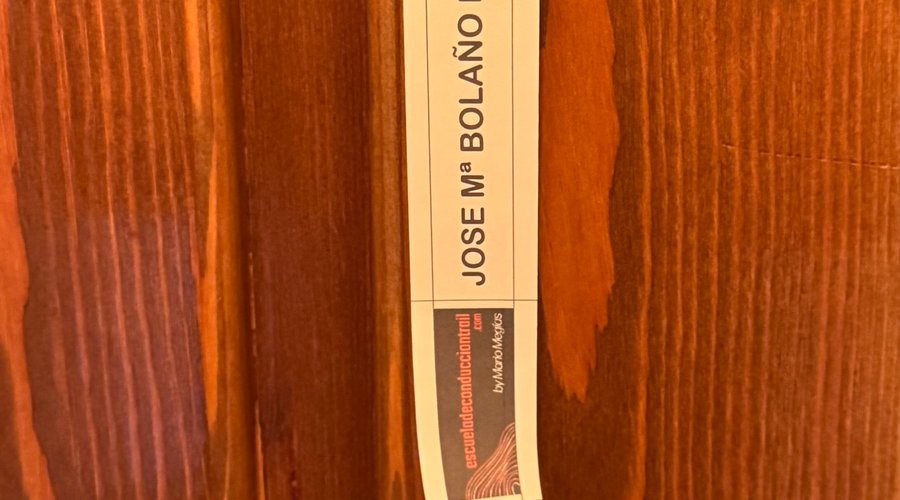 JOSE Mª BOLAÑO
escueladeconducciontrail
.com
by Mario Megías